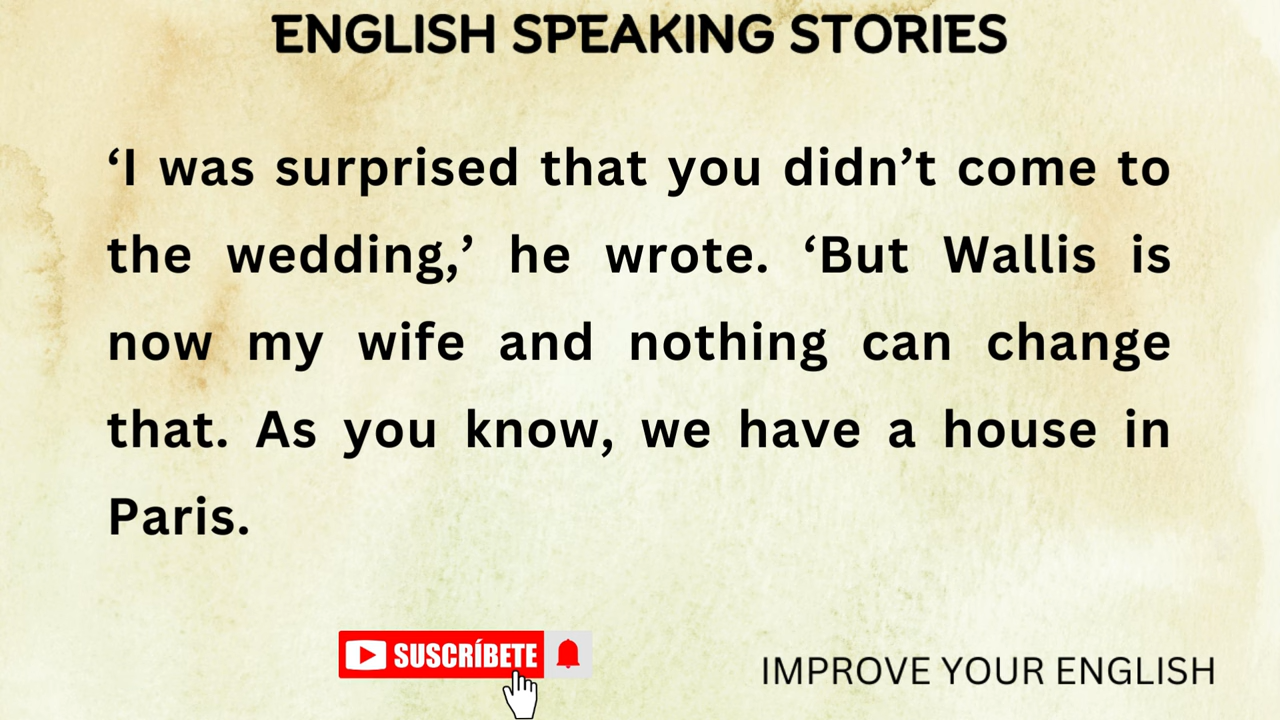 ENGLISH SPEAKING STORIES
‘I was surprised that you didn’t come to
the wedding,’ he wrote. ‘But Wallis is
now my wife and nothing can change
that. As you know, we have a house in
Paris.
SUSCRÍBETE
IMPROVE YOUR ENGLISH